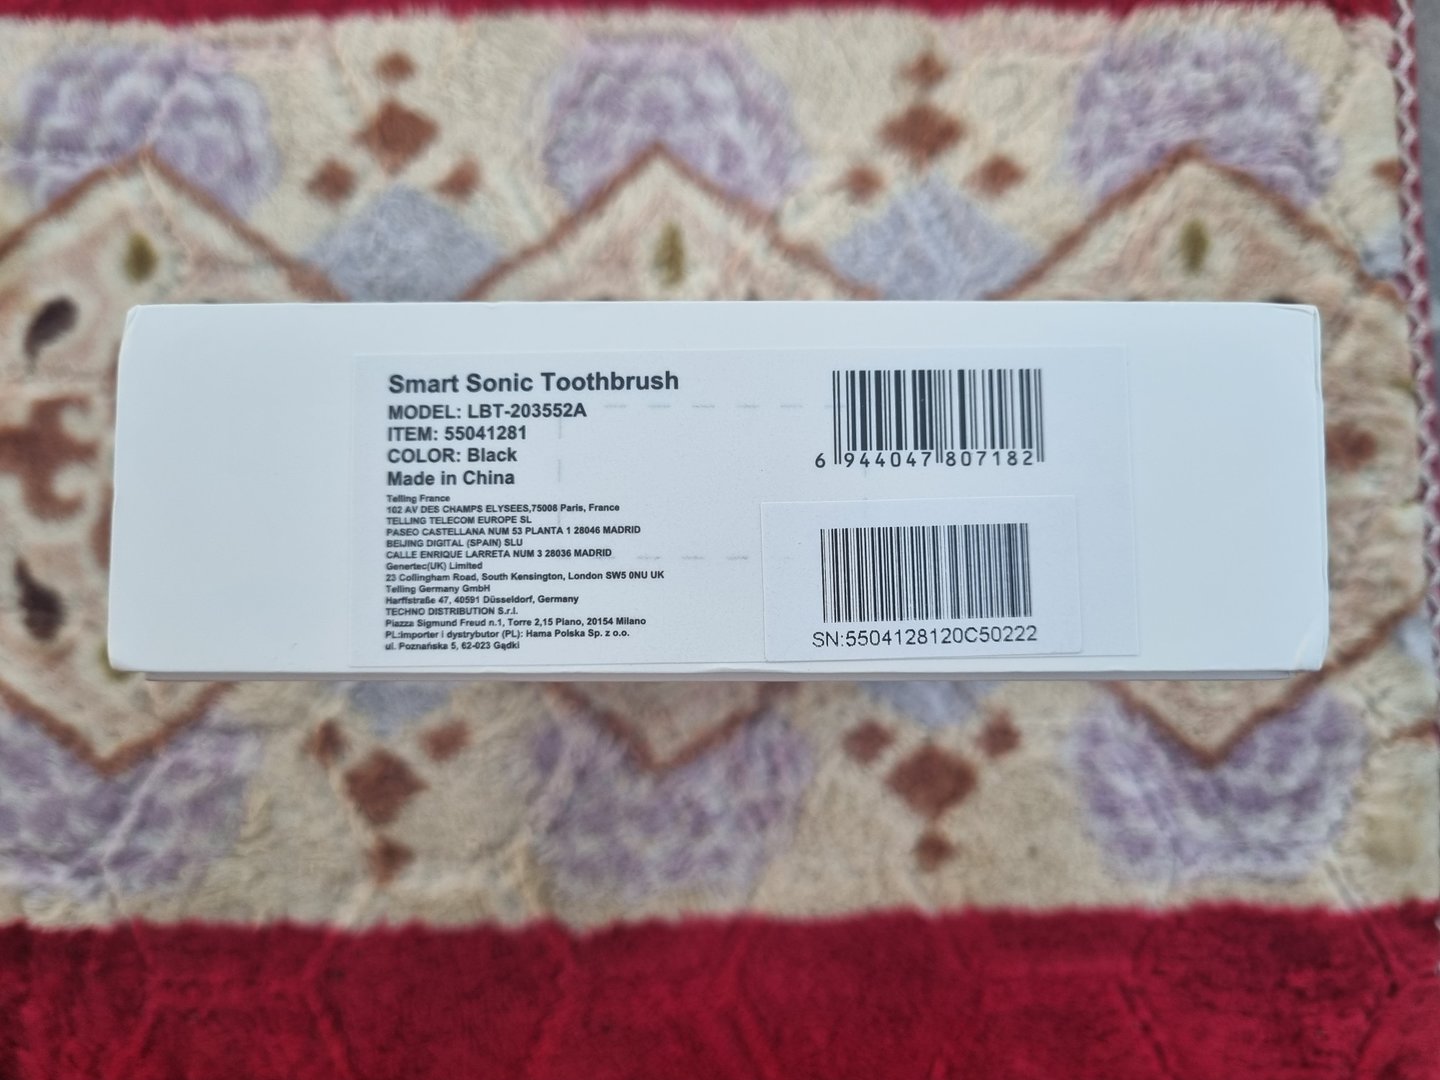 Smart Sonic Toothbrush
MODEL: LBT-203552A
ITEM: 55041281
COLOR: Black
Made in China
Telling France
102 AV DES CHAMPS ELYSEES,75008 Paris, France
TELLING TELECOM EUROPE SL
PASEO CASTELLANA NUM 53 PLANTA 1 28046 MADRID
BEIJING DIGITAL (SPAIN) SLU
CALLE ENRIQUE LARRETA NUM 3 28036 MADRID
Genertec(UK) Limited
23 Collingham Road, South Kensington, London SW5 0NU UK
Telling Germany GmbH
Harffstraße 47, 40591 Düsseldorf, Germany
TECHNO DISTRIBUTION S.r.l.
Piazza Sigmund Freud n.1, Torre 2,15 Piano, 20154 Milano
PL:importer i dystrybutor (PL): Hama Polska Sp. z o.o.
ul. Poznańska 5, 62-023 Gądki
6 944047 807182
SN:5504128120C50222